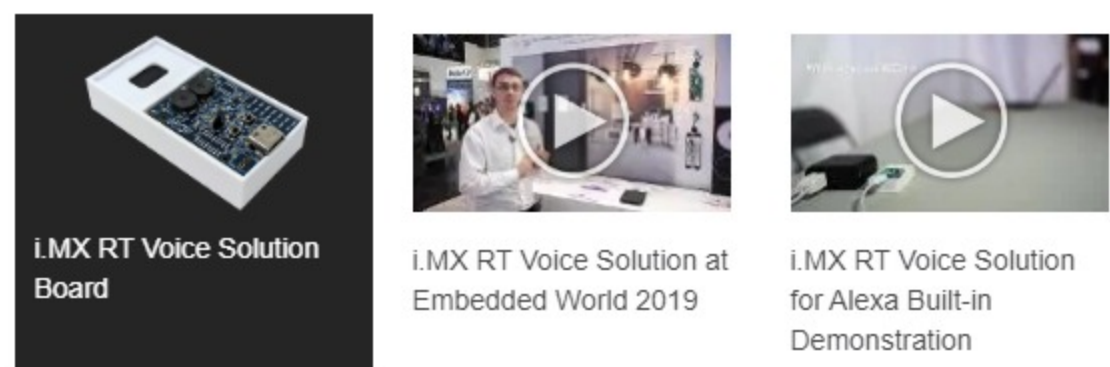 i.MX RT Voice Solution
Board
i.MX RT Voice Solution at
Embedded World 2019
i.MX RT Voice Solution
for Alexa Built-in
Demonstration